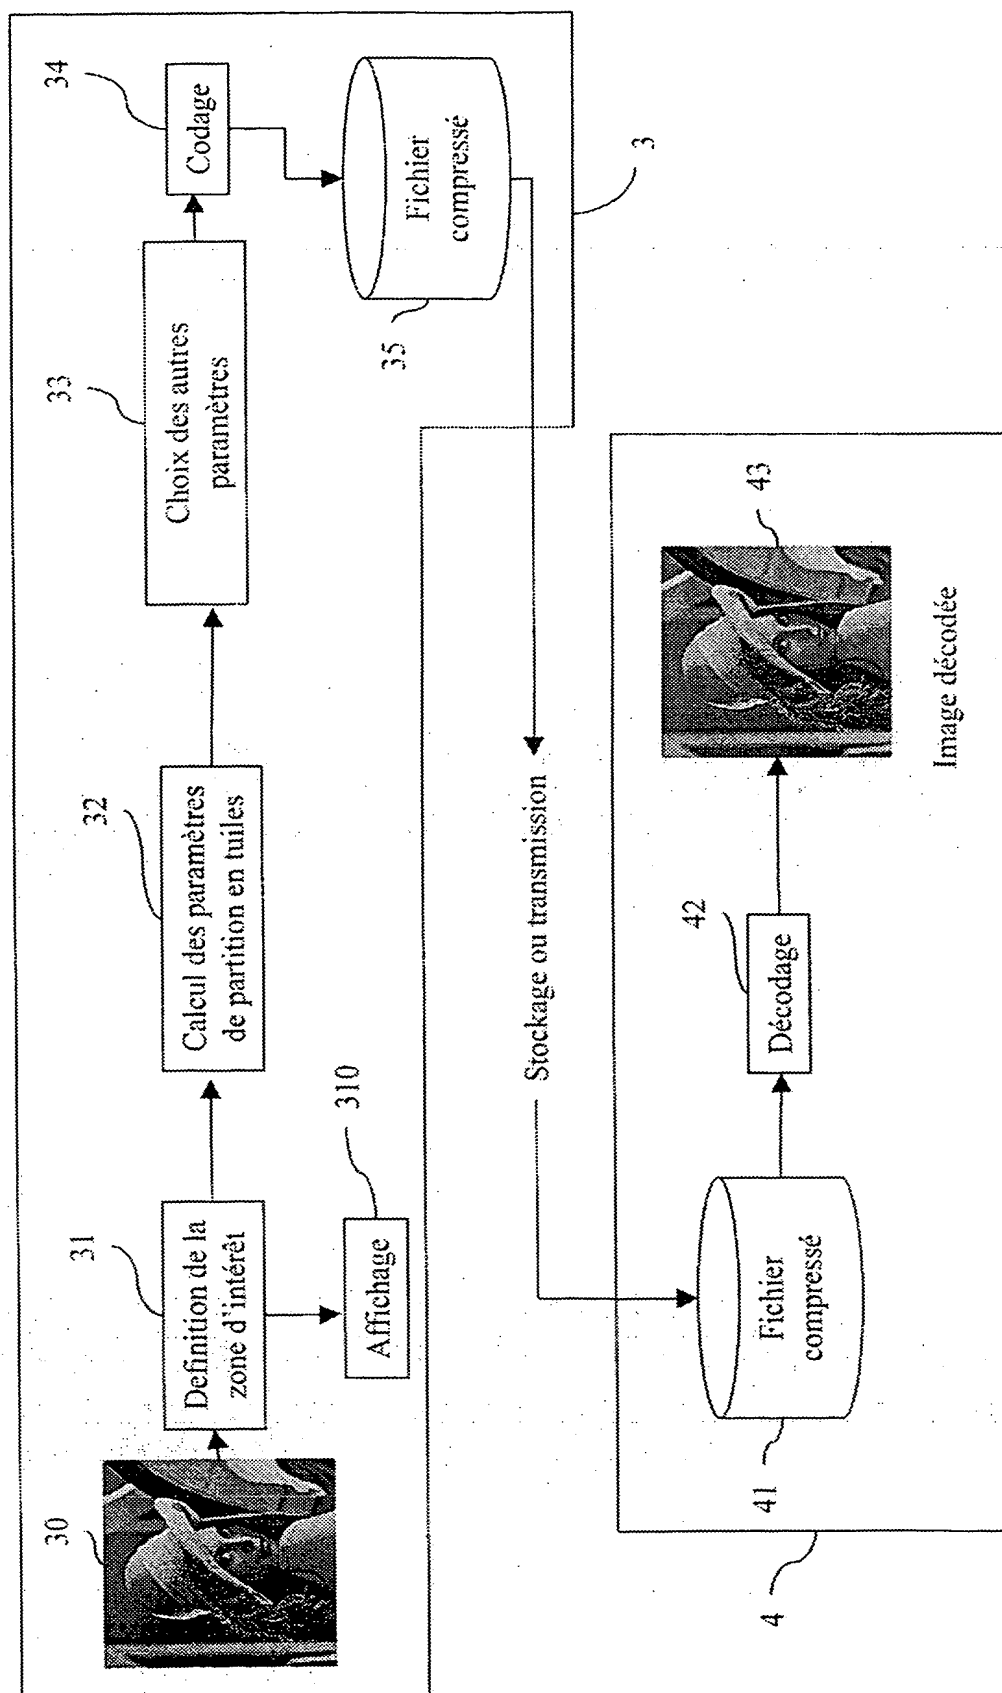 30
31
Definition de la
zone d'intérêt
310
Affichage
32
Calcul des paramètres
de partition en tuiles
33
Choix des autres
paramètres
34
Codage
35
Fichier
compressé
3
Stockage ou transmission
4
41
Fichier
compressé
42
Décodage
43
Image décodée